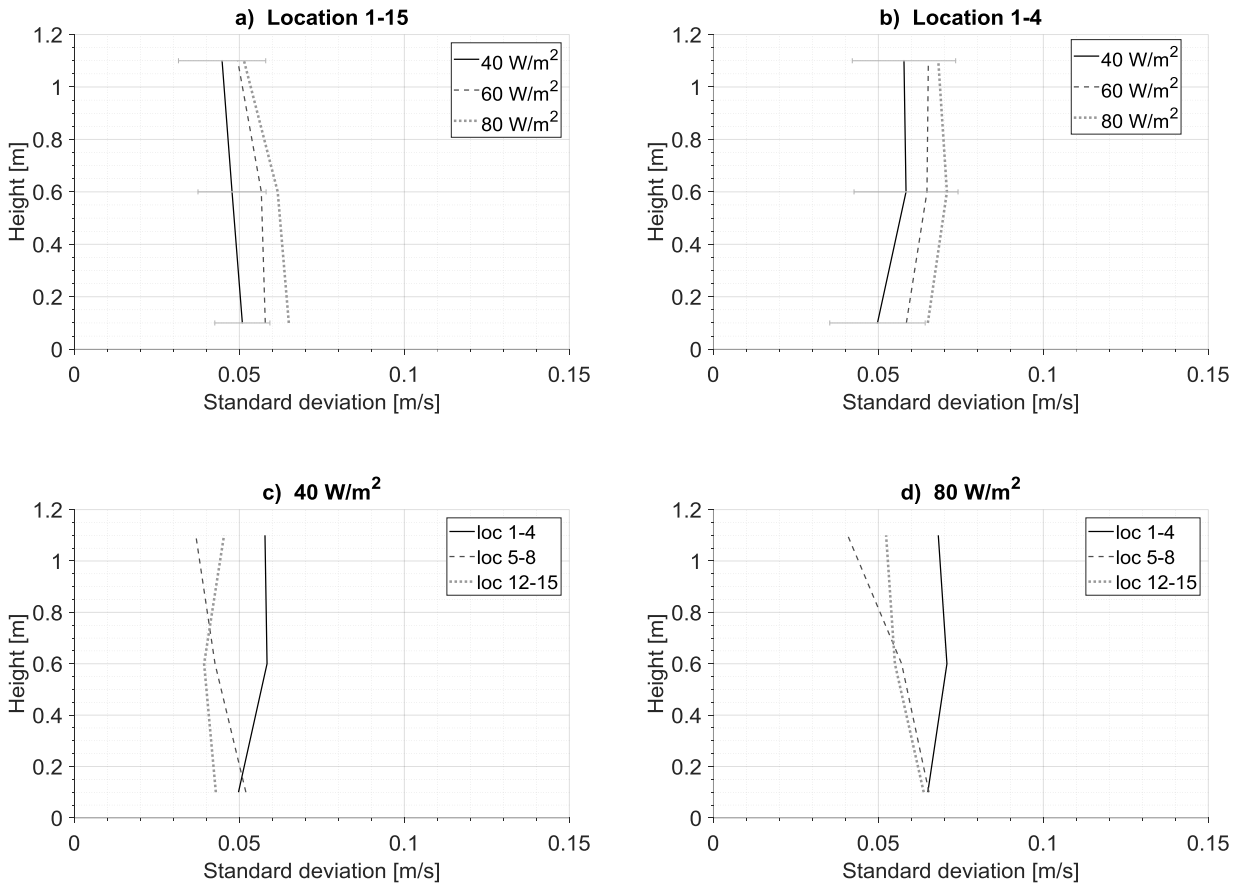 a) Location 1-15
1.2
1
0.8
0.6
0.4
0.2
0
Height [m]
40 W/m²
60 W/m²
80 W/m²
0 0.05 0.1 0.15
Standard deviation [m/s]
b) Location 1-4
1.2
1
0.8
0.6
0.4
0.2
0
Height [m]
40 W/m²
60 W/m²
80 W/m²
0 0.05 0.1 0.15
Standard deviation [m/s]
c) 40 W/m²
1.2
1
0.8
0.6
0.4
0.2
0
Height [m]
loc 1-4
loc 5-8
loc 12-15
0 0.05 0.1 0.15
Standard deviation [m/s]
d) 80 W/m²
1.2
1
0.8
0.6
0.4
0.2
0
Height [m]
loc 1-4
loc 5-8
loc 12-15
0 0.05 0.1 0.15
Standard deviation [m/s]